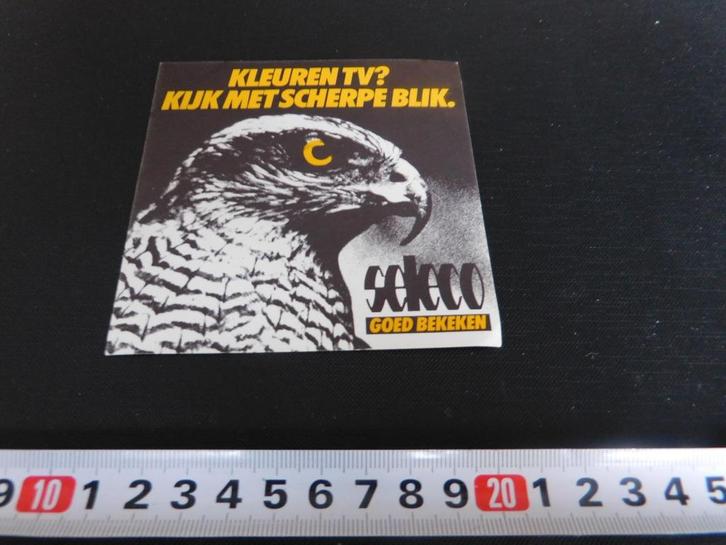 KLEUREN TV?
KIJK MET SCHERPE BLIK.
seleco
GOED BEKEKEN
9 10 1 2 3 4 5 6 7 8 9 20 1 2 3 4 5